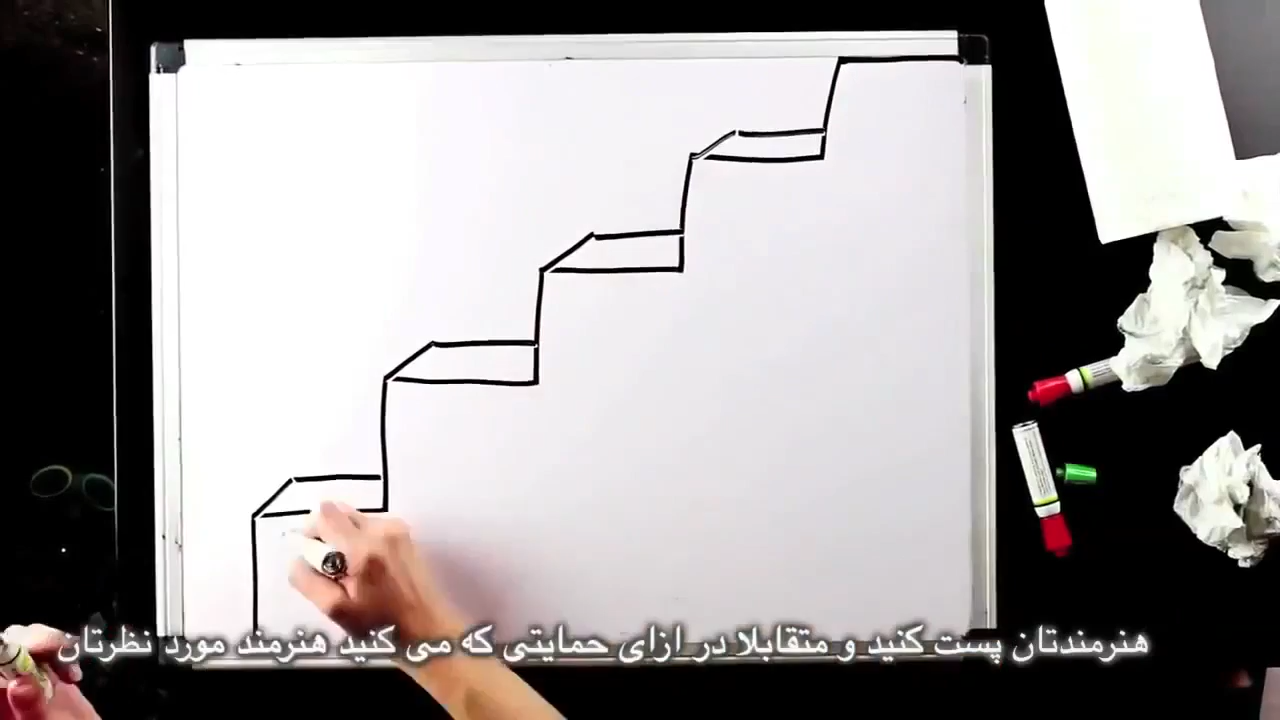 هنرمندتان پست کنید و متقابلا در ازای حمایتی که می کنید هنرمند مورد نظرتان